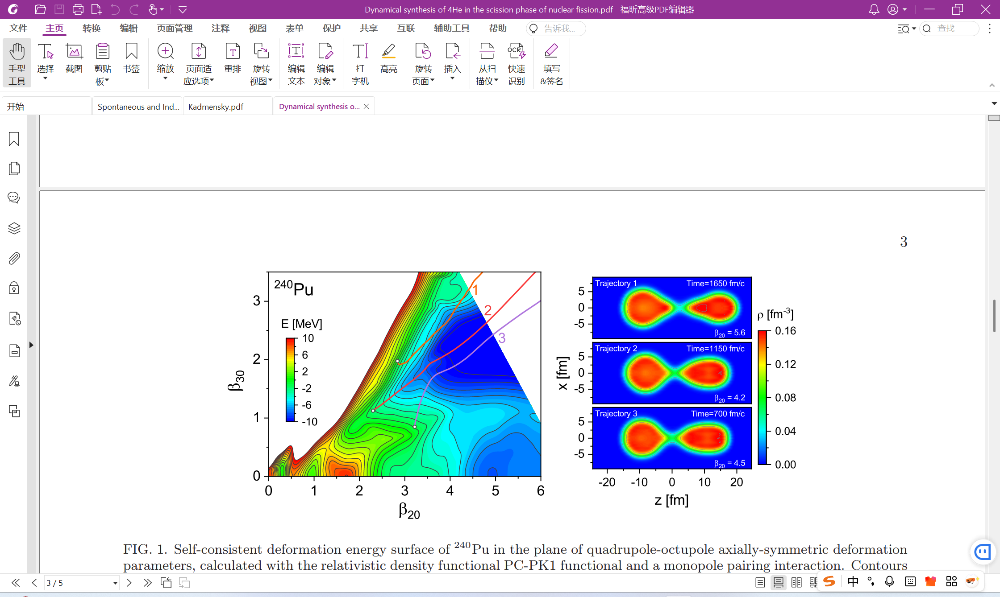 Dynamical synthesis of 4He in the scission phase of nuclear fission.pdf - 福昕高级PDF编辑器
文件 主页 转换 编辑 页面管理 注释 视图 表单 保护 共享 互联 辅助工具 帮助 告诉我... 查找
手型工具 选择 截图 剪贴板 书签 缩放 页面适应选项 重排 旋转视图 编辑文本 编辑对象 打字机 高亮 旋转页面 插入 从扫描仪 快速识别 填写&签名
开始 Spontaneous and Ind... Kadmensky.pdf Dynamical synthesis o...
3
²⁴⁰Pu
E [MeV]
10
6
2
-2
-6
-10
1
2
3
β₃₀
3
2
1
0
0 1 2 3 4 5 6
β₂₀
Trajectory 1 Time=1650 fm/c
β₂₀ = 5.6
Trajectory 2 Time=1150 fm/c
β₂₀ = 4.2
Trajectory 3 Time=700 fm/c
β₂₀ = 4.5
x [fm]
5
0
-5
5
0
-5
5
0
-5
-20 -10 0 10 20
z [fm]
ρ [fm⁻³]
0.16
0.12
0.08
0.04
0.00
FIG. 1. Self-consistent deformation energy surface of ²⁴⁰Pu in the plane of quadrupole-octupole axially-symmetric deformation
parameters, calculated with the relativistic density functional PC-PK1 functional and a monopole pairing interaction. Contours
3 / 5
中